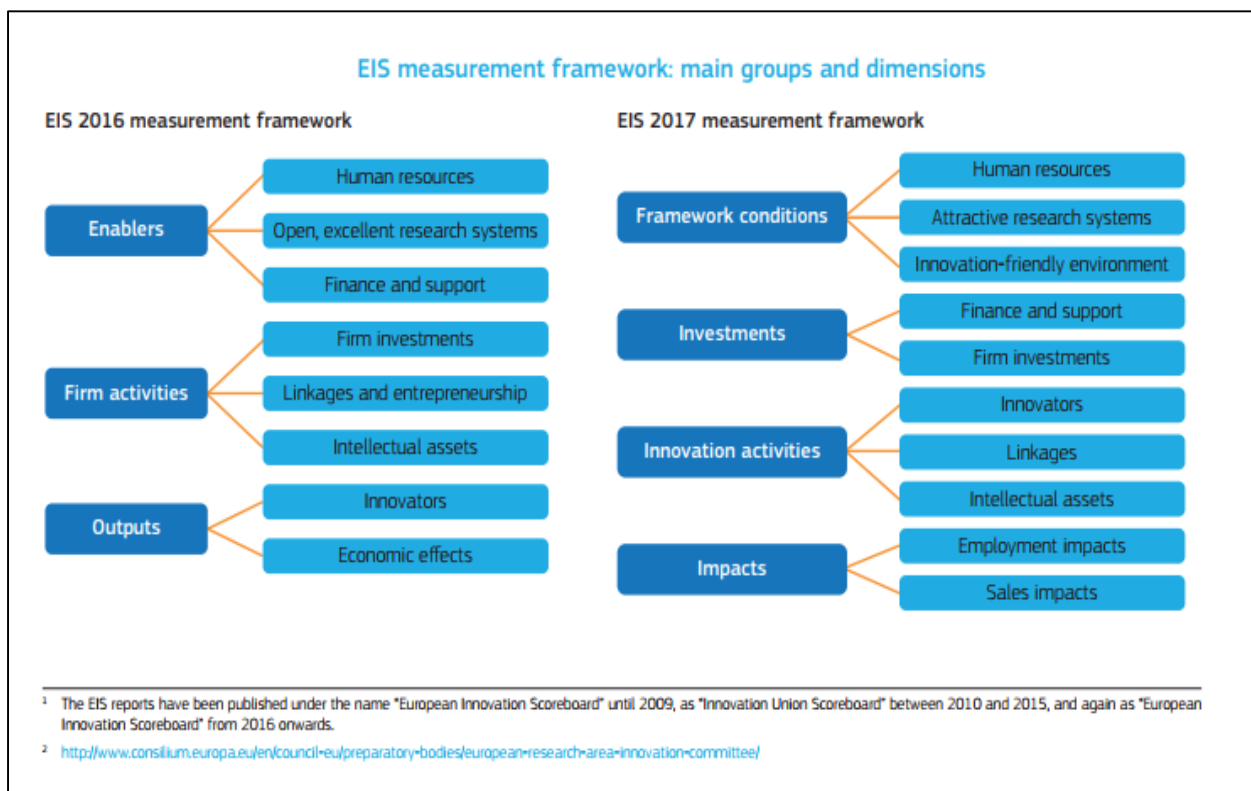 EIS measurement framework: main groups and dimensions
EIS 2016 measurement framework
Enablers
Human resources
Open, excellent research systems
Finance and support
Firm activities
Firm investments
Linkages and entrepreneurship
Intellectual assets
Outputs
Innovators
Economic effects
EIS 2017 measurement framework
Framework conditions
Human resources
Attractive research systems
Innovation-friendly environment
Investments
Finance and support
Firm investments
Innovation activities
Innovators
Linkages
Intellectual assets
Impacts
Employment impacts
Sales impacts
1 The EIS reports have been published under the name "European Innovation Scoreboard" until 2009, as "Innovation Union Scoreboard" between 2010 and 2015, and again as "European
Innovation Scoreboard" from 2016 onwards.
2 http://www.consilium.europa.eu/en/council-eu/preparatory-bodies/european-research-area-innovation-committee/